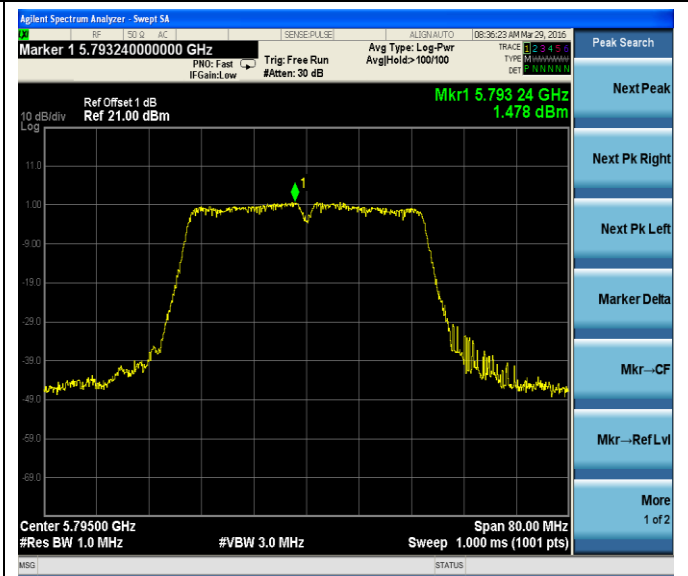 Agilent Spectrum Analyzer - Swept SA
RF 50 Ω AC SENSE:PULSE ALIGNAUTO 08:36:23 AM Mar 29, 2016
Marker 1 5.793240000000 GHz
PNO: Fast
IFGain:Low
Trig: Free Run
#Atten: 30 dB
Avg Type: Log-Pwr
Avg|Hold:>100/100
TRACE 1 2 3 4 5 6
TYPE M
DET P N N N N N
Peak Search
Mkr1 5.793 24 GHz
1.478 dBm
Ref Offset 1 dB
10 dB/div Ref 21.00 dBm
Log
11.0
1.00
-9.00
-19.0
-29.0
-39.0
-49.0
-59.0
-69.0
1
Center 5.79500 GHz Span 80.00 MHz
#Res BW 1.0 MHz #VBW 3.0 MHz Sweep 1.000 ms (1001 pts)
MSG STATUS
Next Peak
Next Pk Right
Next Pk Left
Marker Delta
Mkr→CF
Mkr→Ref Lvl
More
1 of 2